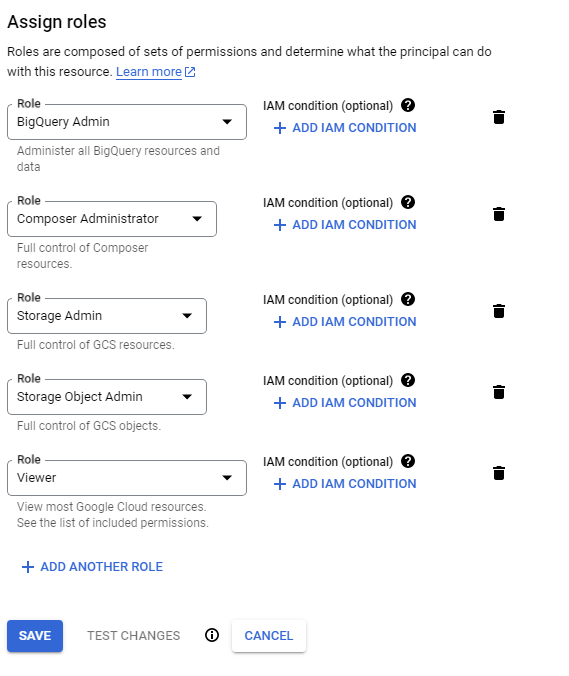 Assign roles
Roles are composed of sets of permissions and determine what the principal can do
with this resource. Learn more
Role
BigQuery Admin
IAM condition (optional)
ADD IAM CONDITION
Administer all BigQuery resources and
data
Role
Composer Administrator
IAM condition (optional)
ADD IAM CONDITION
Full control of Composer
resources.
Role
Storage Admin
IAM condition (optional)
ADD IAM CONDITION
Full control of GCS resources.
Role
Storage Object Admin
IAM condition (optional)
ADD IAM CONDITION
Full control of GCS objects.
Role
Viewer
IAM condition (optional)
ADD IAM CONDITION
View most Google Cloud resources.
See the list of included permissions.
ADD ANOTHER ROLE
SAVE
TEST CHANGES
CANCEL